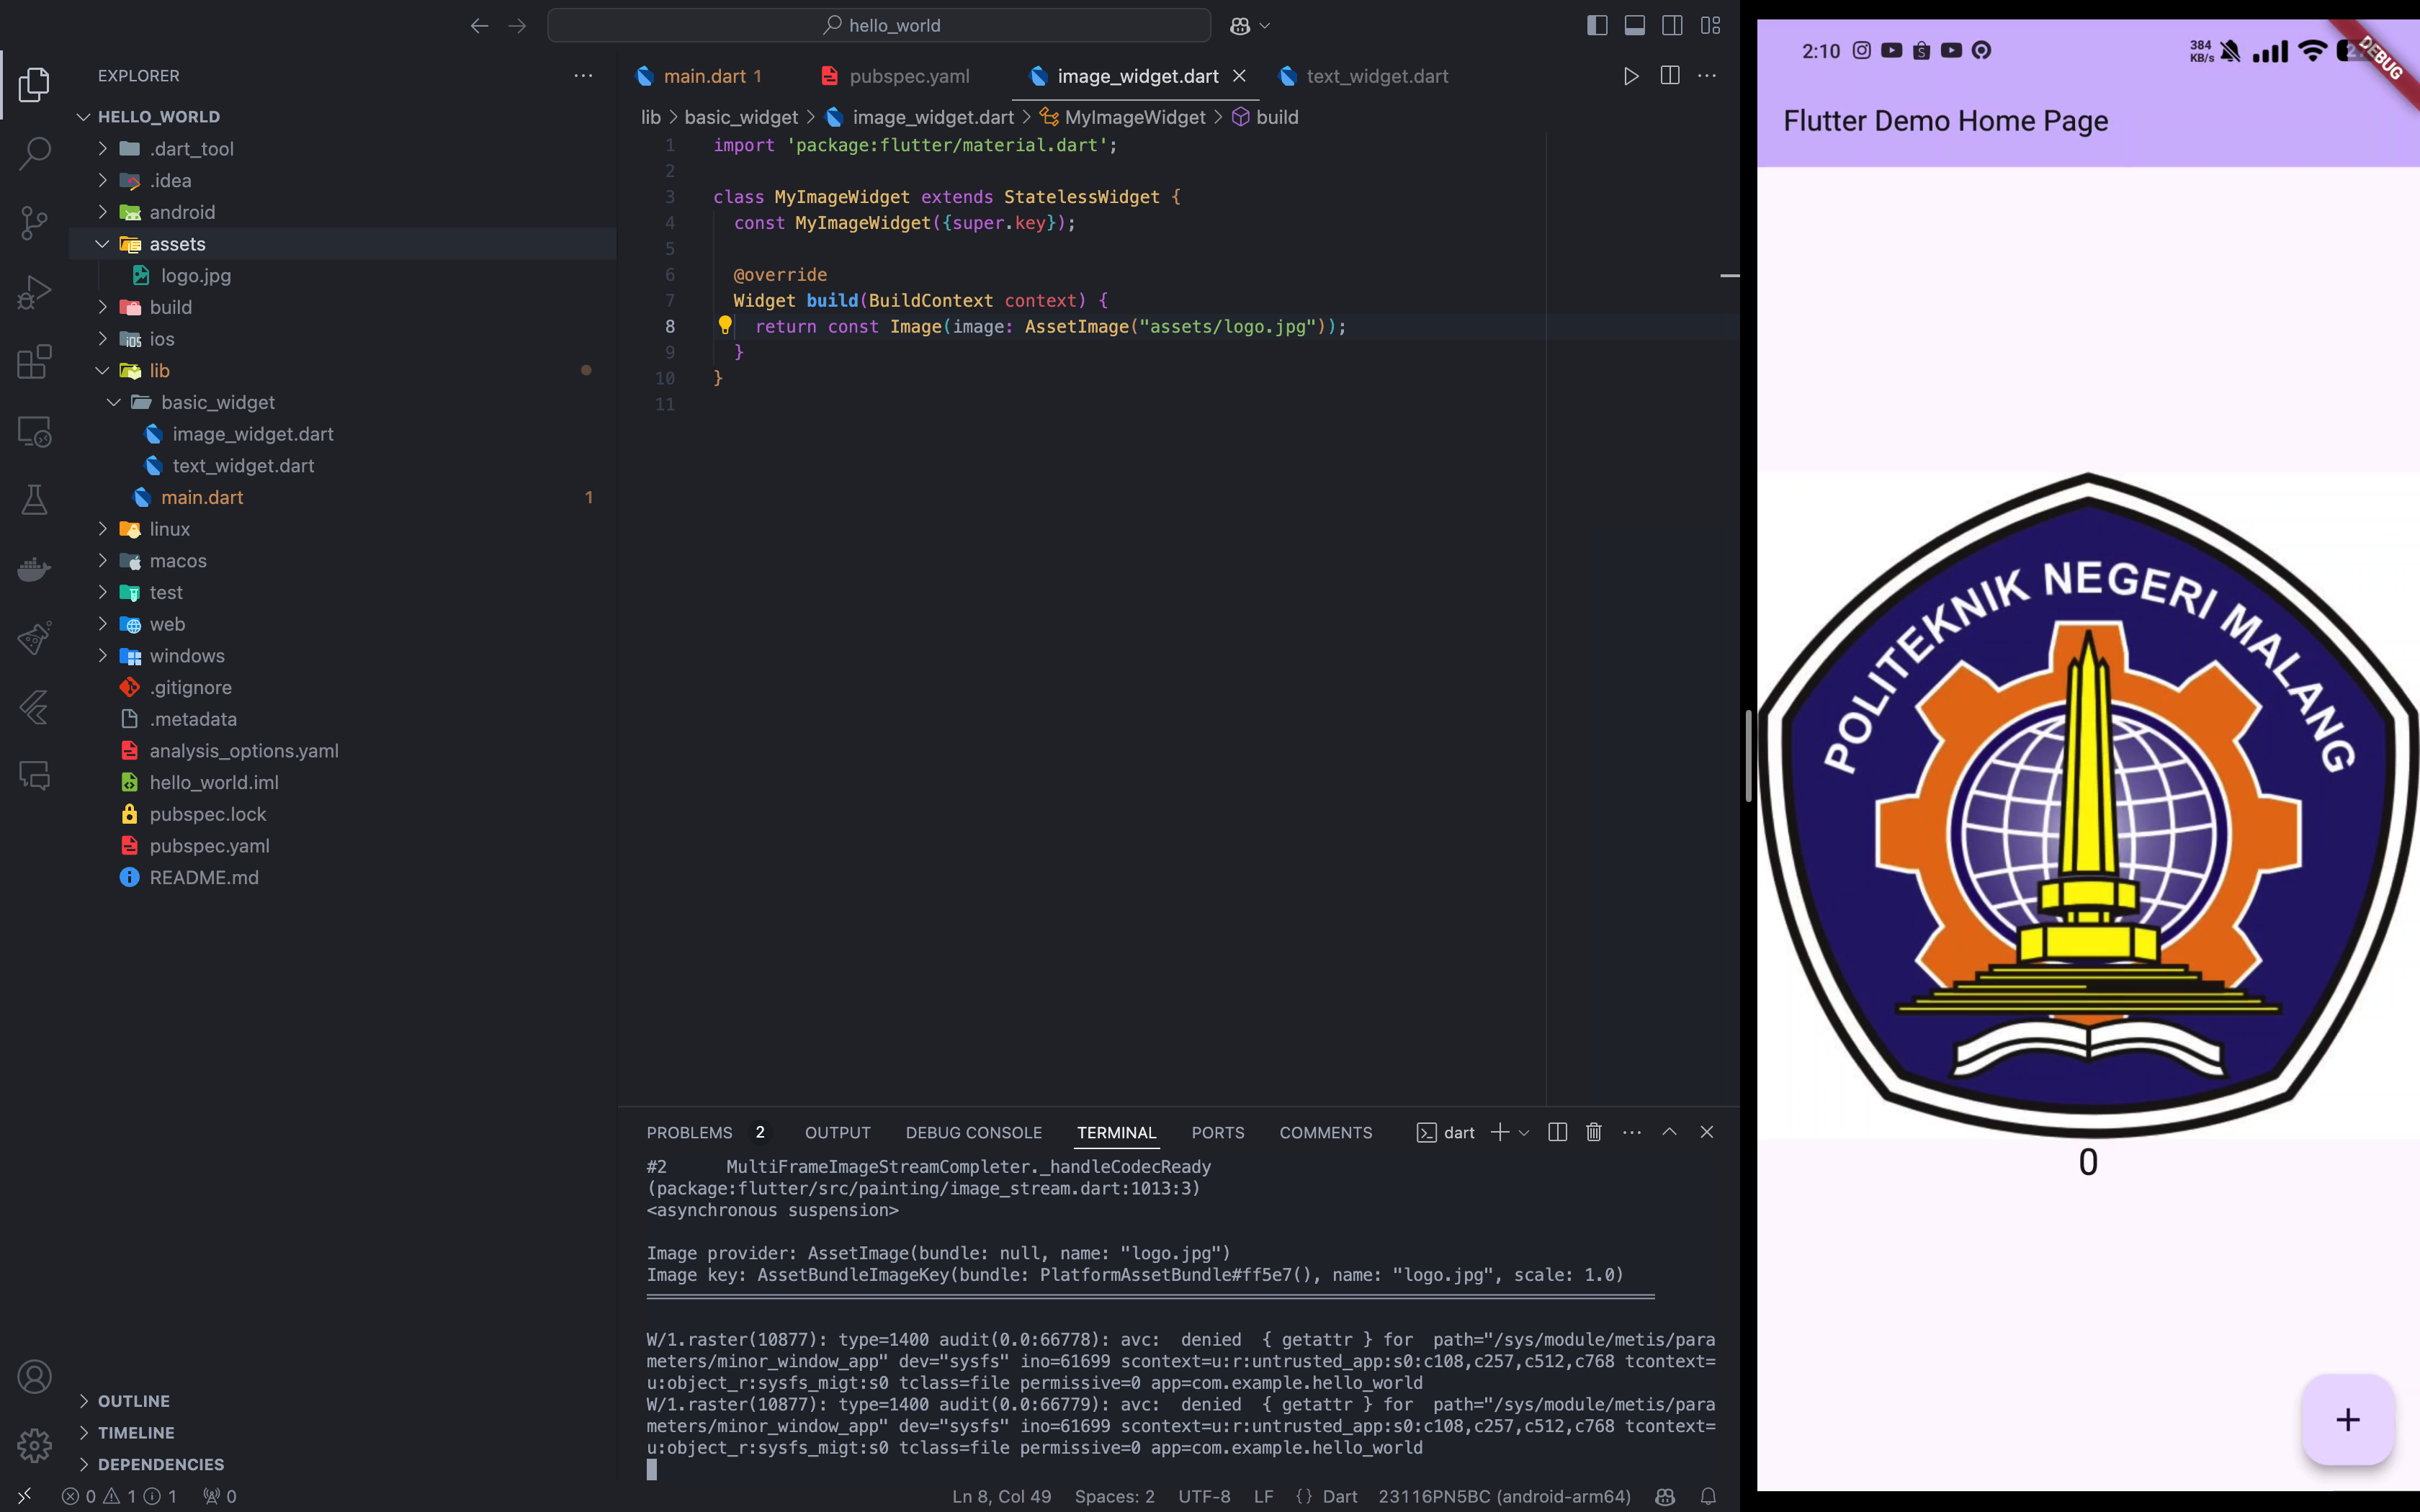 hello_world
EXPLORER
HELLO_WORLD
.dart_tool
.idea
android
assets
logo.jpg
build
ios
lib
basic_widget
image_widget.dart
text_widget.dart
main.dart 1
linux
macos
test
web
windows
.gitignore
.metadata
analysis_options.yaml
hello_world.iml
pubspec.lock
pubspec.yaml
README.md
OUTLINE
TIMELINE
DEPENDENCIES
main.dart 1 pubspec.yaml image_widget.dart text_widget.dart
lib > basic_widget > image_widget.dart > MyImageWidget > build
1 import 'package:flutter/material.dart';
2
3 class MyImageWidget extends StatelessWidget {
4 const MyImageWidget({super.key});
5
6 @override
7 Widget build(BuildContext context) {
8 return const Image(image: AssetImage("assets/logo.jpg"));
9 }
10 }
11
PROBLEMS 2 OUTPUT DEBUG CONSOLE TERMINAL PORTS COMMENTS dart
#2 MultiFrameImageStreamCompleter._handleCodecReady
(package:flutter/src/painting/image_stream.dart:1013:3)
<asynchronous suspension>
Image provider: AssetImage(bundle: null, name: "logo.jpg")
Image key: AssetBundleImageKey(bundle: PlatformAssetBundle#ff5e7(), name: "logo.jpg", scale: 1.0)
W/1.raster(10877): type=1400 audit(0.0:66778): avc: denied { getattr } for path="/sys/module/metis/para
meters/minor_window_app" dev="sysfs" ino=61699 scontext=u:r:untrusted_app:s0:c108,c257,c512,c768 tcontext=
u:object_r:sysfs_migt:s0 tclass=file permissive=0 app=com.example.hello_world
W/1.raster(10877): type=1400 audit(0.0:66779): avc: denied { getattr } for path="/sys/module/metis/para
meters/minor_window_app" dev="sysfs" ino=61699 scontext=u:r:untrusted_app:s0:c108,c257,c512,c768 tcontext=
u:object_r:sysfs_migt:s0 tclass=file permissive=0 app=com.example.hello_world
0 1 1 0 Ln 8, Col 49 Spaces: 2 UTF-8 LF {} Dart 23116PN5BC (android-arm64)
2:10 384 KB/s
DEBUG
Flutter Demo Home Page
POLITEKNIK NEGERI MALANG
0
+